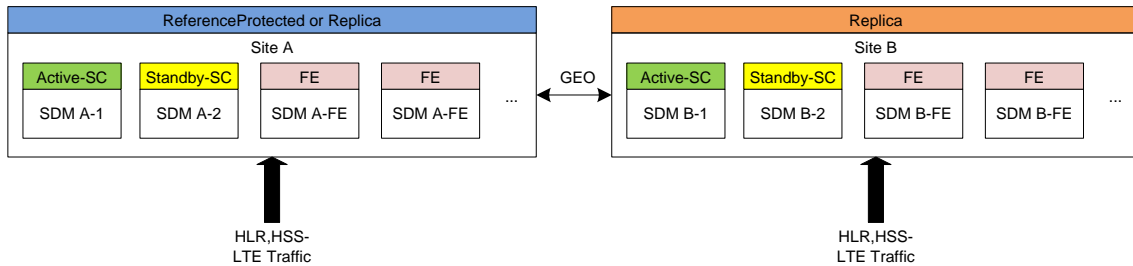 ReferenceProtected or Replica
Site A
Active-SC
SDM A-1
Standby-SC
SDM A-2
FE
SDM A-FE
FE
SDM A-FE
...
GEO
Replica
Site B
Active-SC
SDM B-1
Standby-SC
SDM B-2
FE
SDM B-FE
FE
SDM B-FE
...
HLR,HSS-
LTE Traffic
HLR,HSS-
LTE Traffic